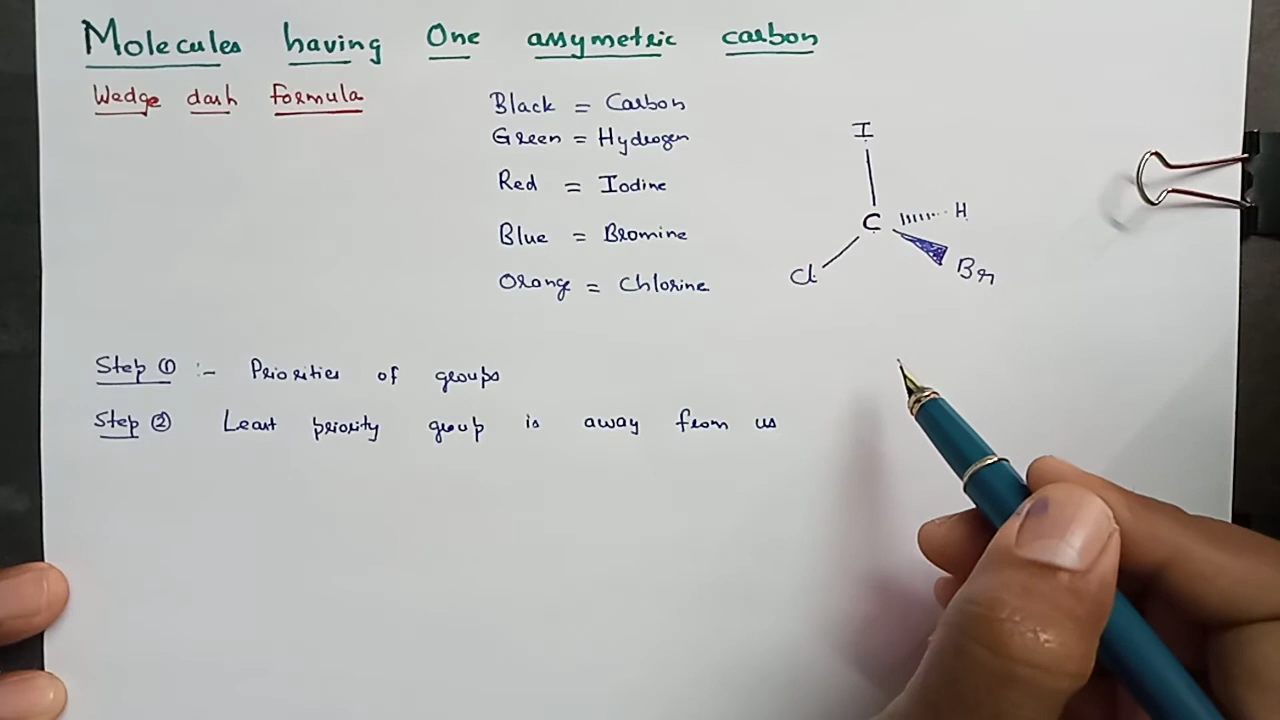 Molecules having One assymetric carbon
Wedge dash formula
Black = Carbon
Green = Hydrogen
Red = Iodine
Blue = Bromine
Orange = Chlorine
I
C
H
Cl
Br
Step ① :- Priorities of groups
Step ② Least priority group is away from us